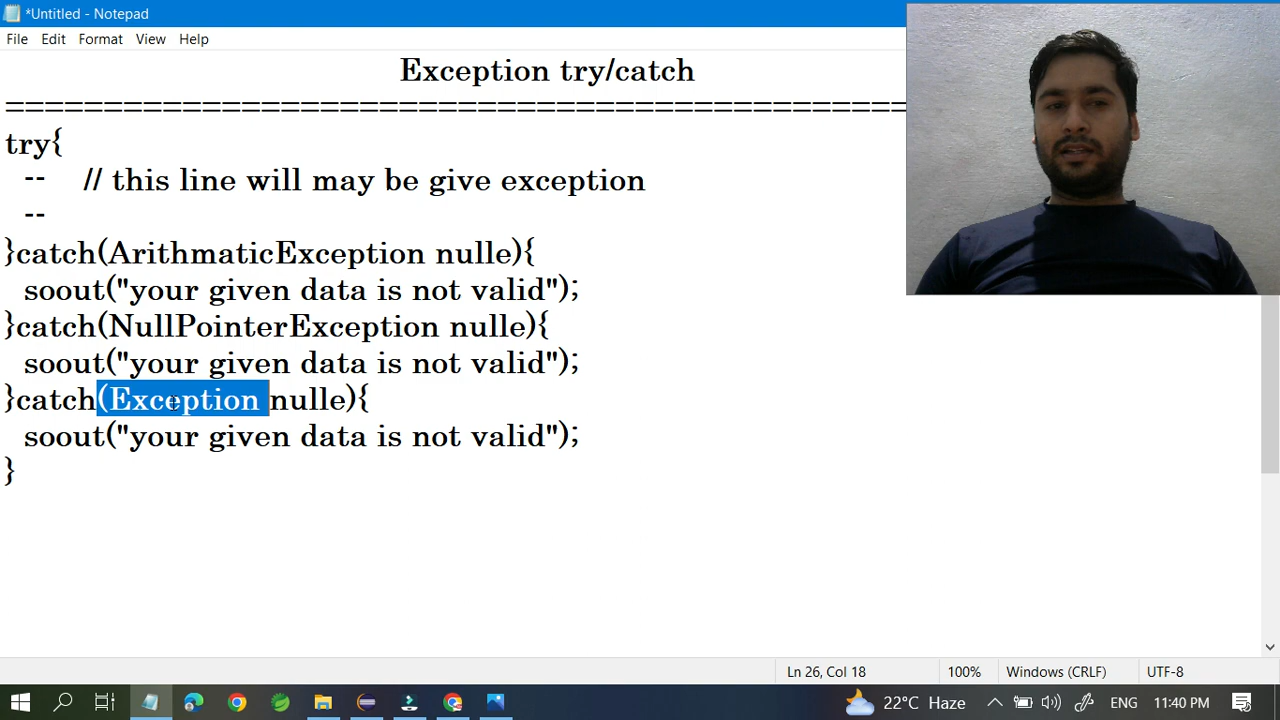 *Untitled - Notepad
File Edit Format View Help
Exception try/catch
==============================================
try{
-- // this line will may be give exception
--
}catch(ArithmaticException nulle){
soout("your given data is not valid");
}catch(NullPointerException nulle){
soout("your given data is not valid");
}catch(Exception nulle){
soout("your given data is not valid");
}
Ln 26, Col 18 100% Windows (CRLF) UTF-8
22°C Haze ENG 11:40 PM